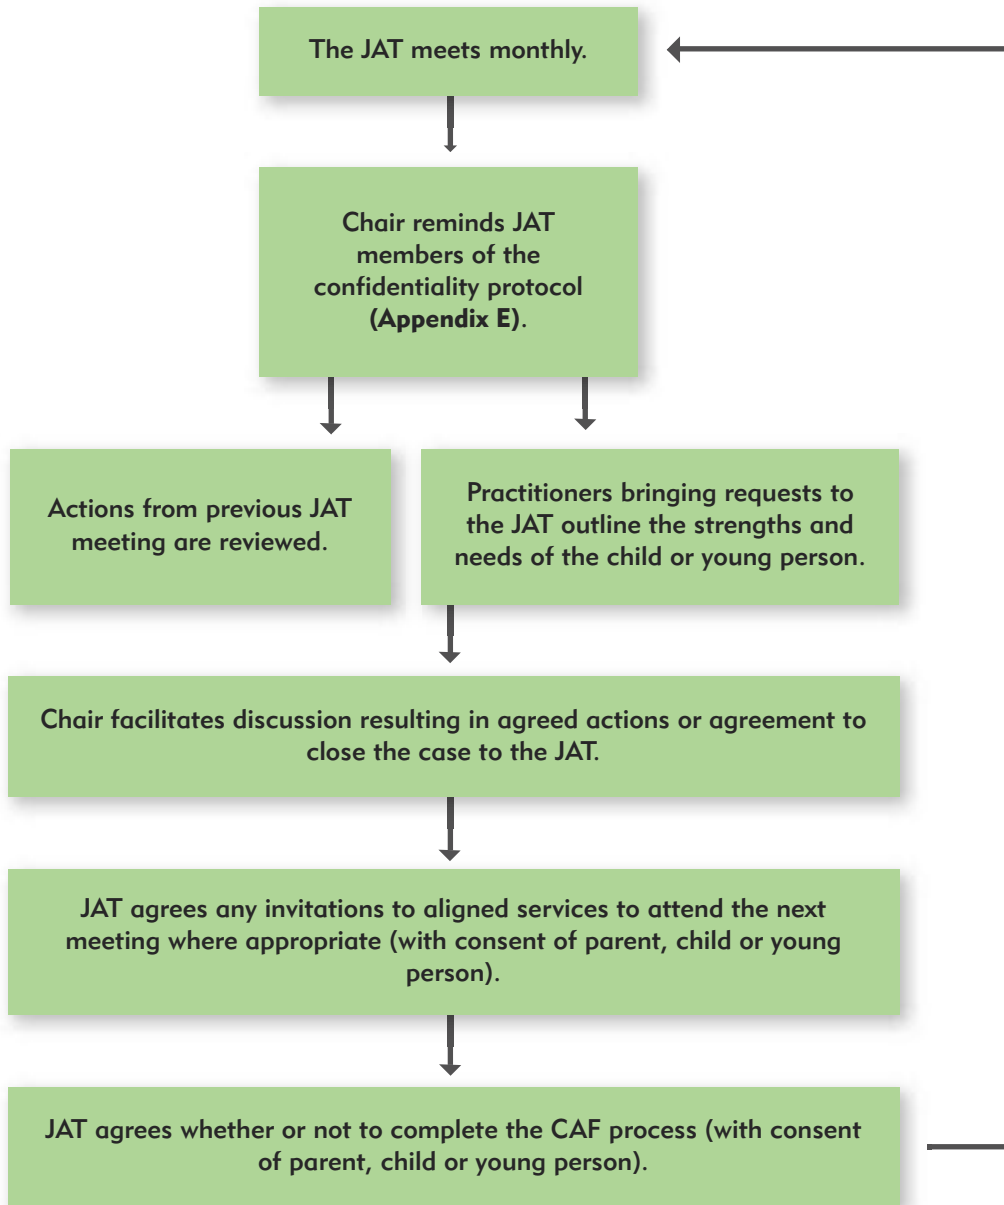 The JAT meets monthly.
Chair reminds JAT
members of the
confidentiality protocol
(Appendix E).
Actions from previous JAT
meeting are reviewed.
Practitioners bringing requests to
the JAT outline the strengths and
needs of the child or young person.
Chair facilitates discussion resulting in agreed actions or agreement to
close the case to the JAT.
JAT agrees any invitations to aligned services to attend the next
meeting where appropriate (with consent of parent, child or young
person).
JAT agrees whether or not to complete the CAF process (with consent
of parent, child or young person).